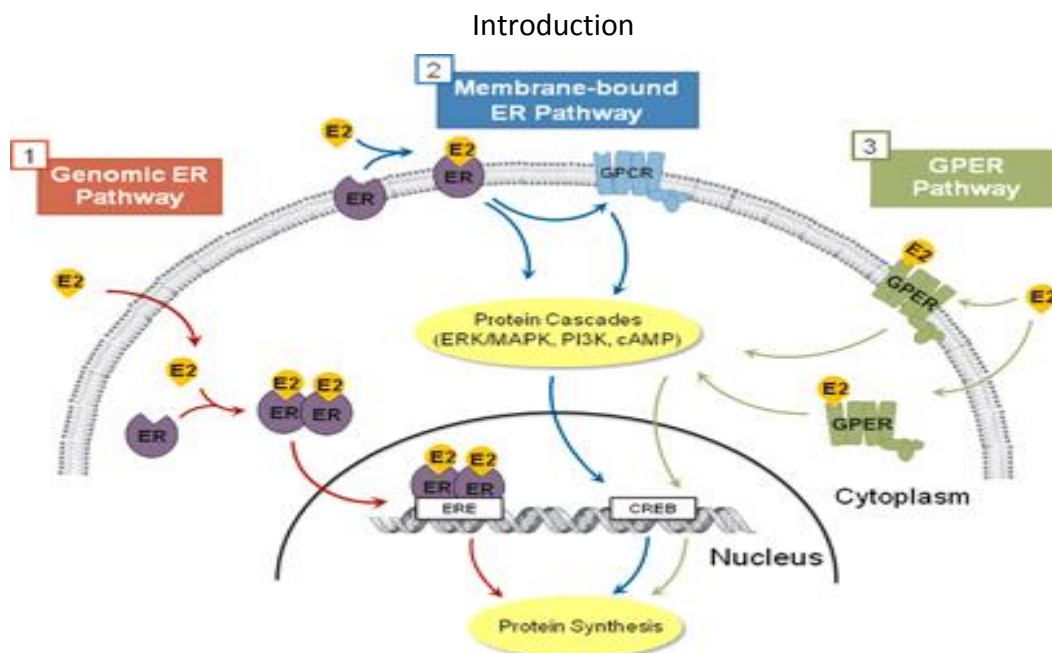 Introduction
2
Membrane-bound
ER Pathway
1
Genomic ER
Pathway
3
GPER
Pathway
E2
E2
ER
ER
GPCR
E2
GPER
E2
E2
Protein Cascades
(ERK/MAPK, PI3K, cAMP)
E2
E2
E2
ER
ER
ER
E2
GPER
Cytoplasm
E2
E2
ER
ER
ERE
CREB
Nucleus
Protein Synthesis